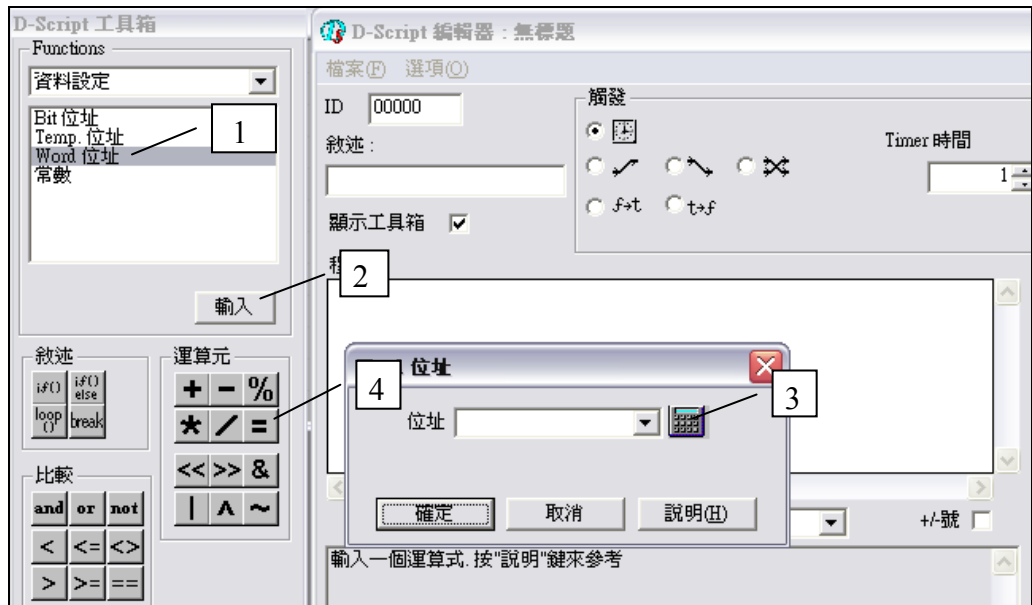 D-Script 工具箱
Functions
資料設定
Bit 位址
Temp. 位址
Word 位址
常數
1
輸入
2
敘述
if()
if() else
loop ()
break
運算元
+ - %
* / =
<< >> &
| ^ ~
4
比較
and or not
< <= <>
> >= ==
D-Script 編輯器 : 無標題
檔案(F) 選項(O)
ID 00000
敘述 :
顯示工具箱
觸發
f→t
t→f
Timer 時間
1
位址
位址
3
確定 取消 說明(H)
+/-號
輸入一個運算式. 按"說明"鍵來參考